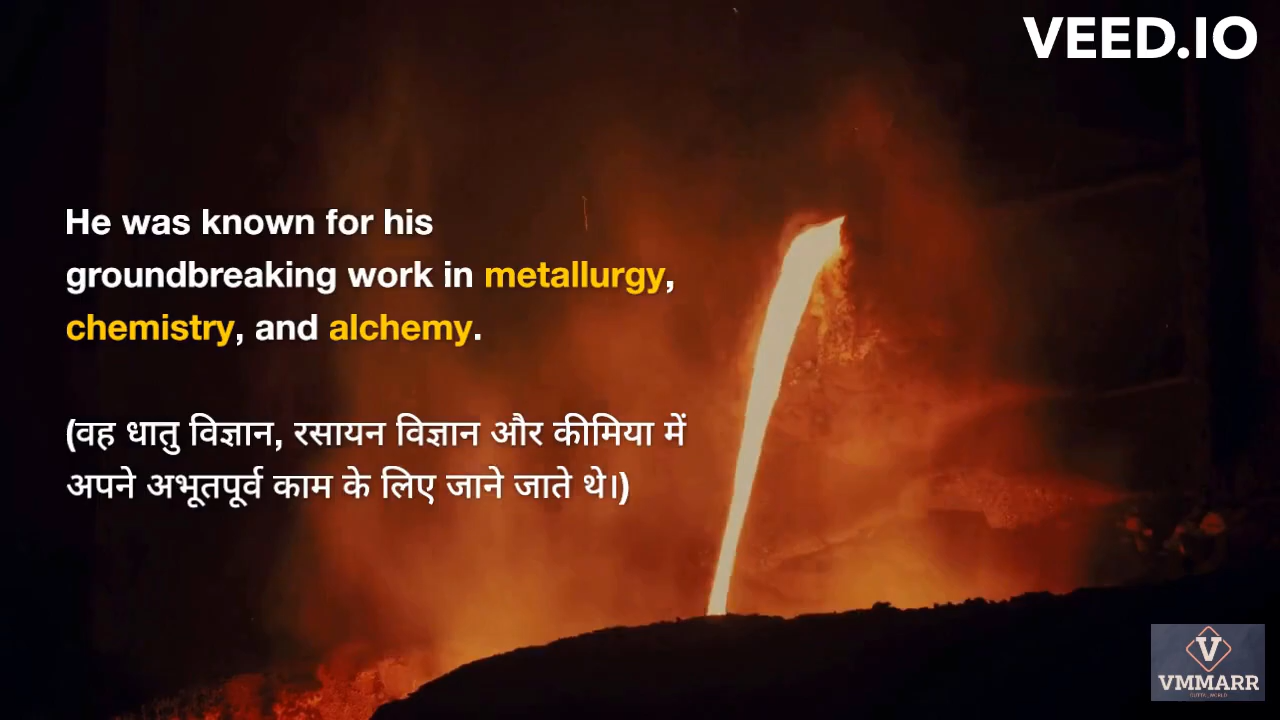 VEED.IO
He was known for his
groundbreaking work in metallurgy,
chemistry, and alchemy.
(वह धातु विज्ञान, रसायन विज्ञान और कीमिया में
अपने अभूतपूर्व काम के लिए जाने जाते थे।)
V
VMMARR